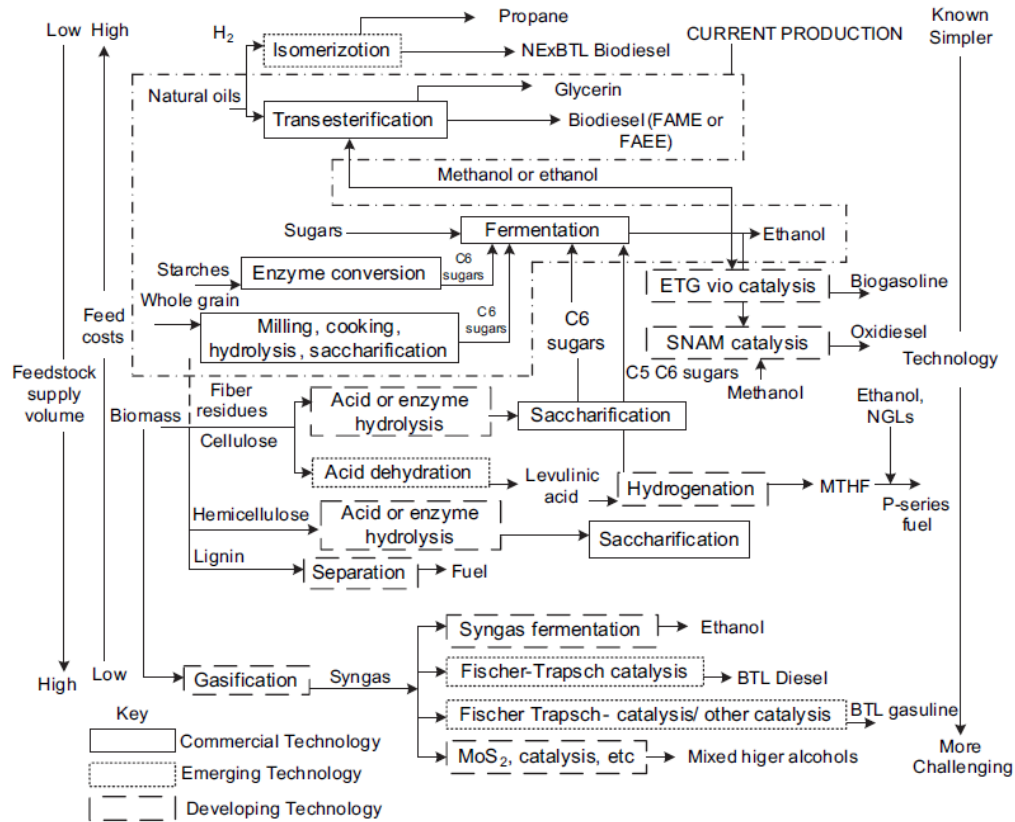 Low High
H2
Isomerizotion
Propane
NExBTL Biodiesel
CURRENT PRODUCTION
Known
Simpler
Natural oils
Transesterification
Glycerin
Biodiesel (FAME or
FAEE)
Methanol or ethanol
Sugars
Fermentation
Ethanol
Starches
Enzyme conversion
C6
sugars
ETG vio catalysis
Biogasoline
Whole grain
Milling, cooking,
hydrolysis, saccharification
C6
sugars
C6
sugars
SNAM catalysis
Oxidiesel
Feed
costs
Technology
Feedstock
supply
volume
C5 C6 sugars
Methanol
Biomass
Fiber
residues
Cellulose
Acid or enzyme
hydrolysis
Saccharification
Ethanol,
NGLs
Acid dehydration
Levulinic
acid
Hydrogenation
MTHF
P-series
fuel
Hemicellulose
Acid or enzyme
hydrolysis
Saccharification
Lignin
Separation
Fuel
Syngas fermentation
Ethanol
High
Low
Gasification
Syngas
Fischer-Trapsch catalysis
BTL Diesel
Fischer Trapsch- catalysis/ other catalysis
BTL gasuline
MoS2, catalysis, etc
Mixed higer alcohols
More
Challenging
Key
Commercial Technology
Emerging Technology
Developing Technology